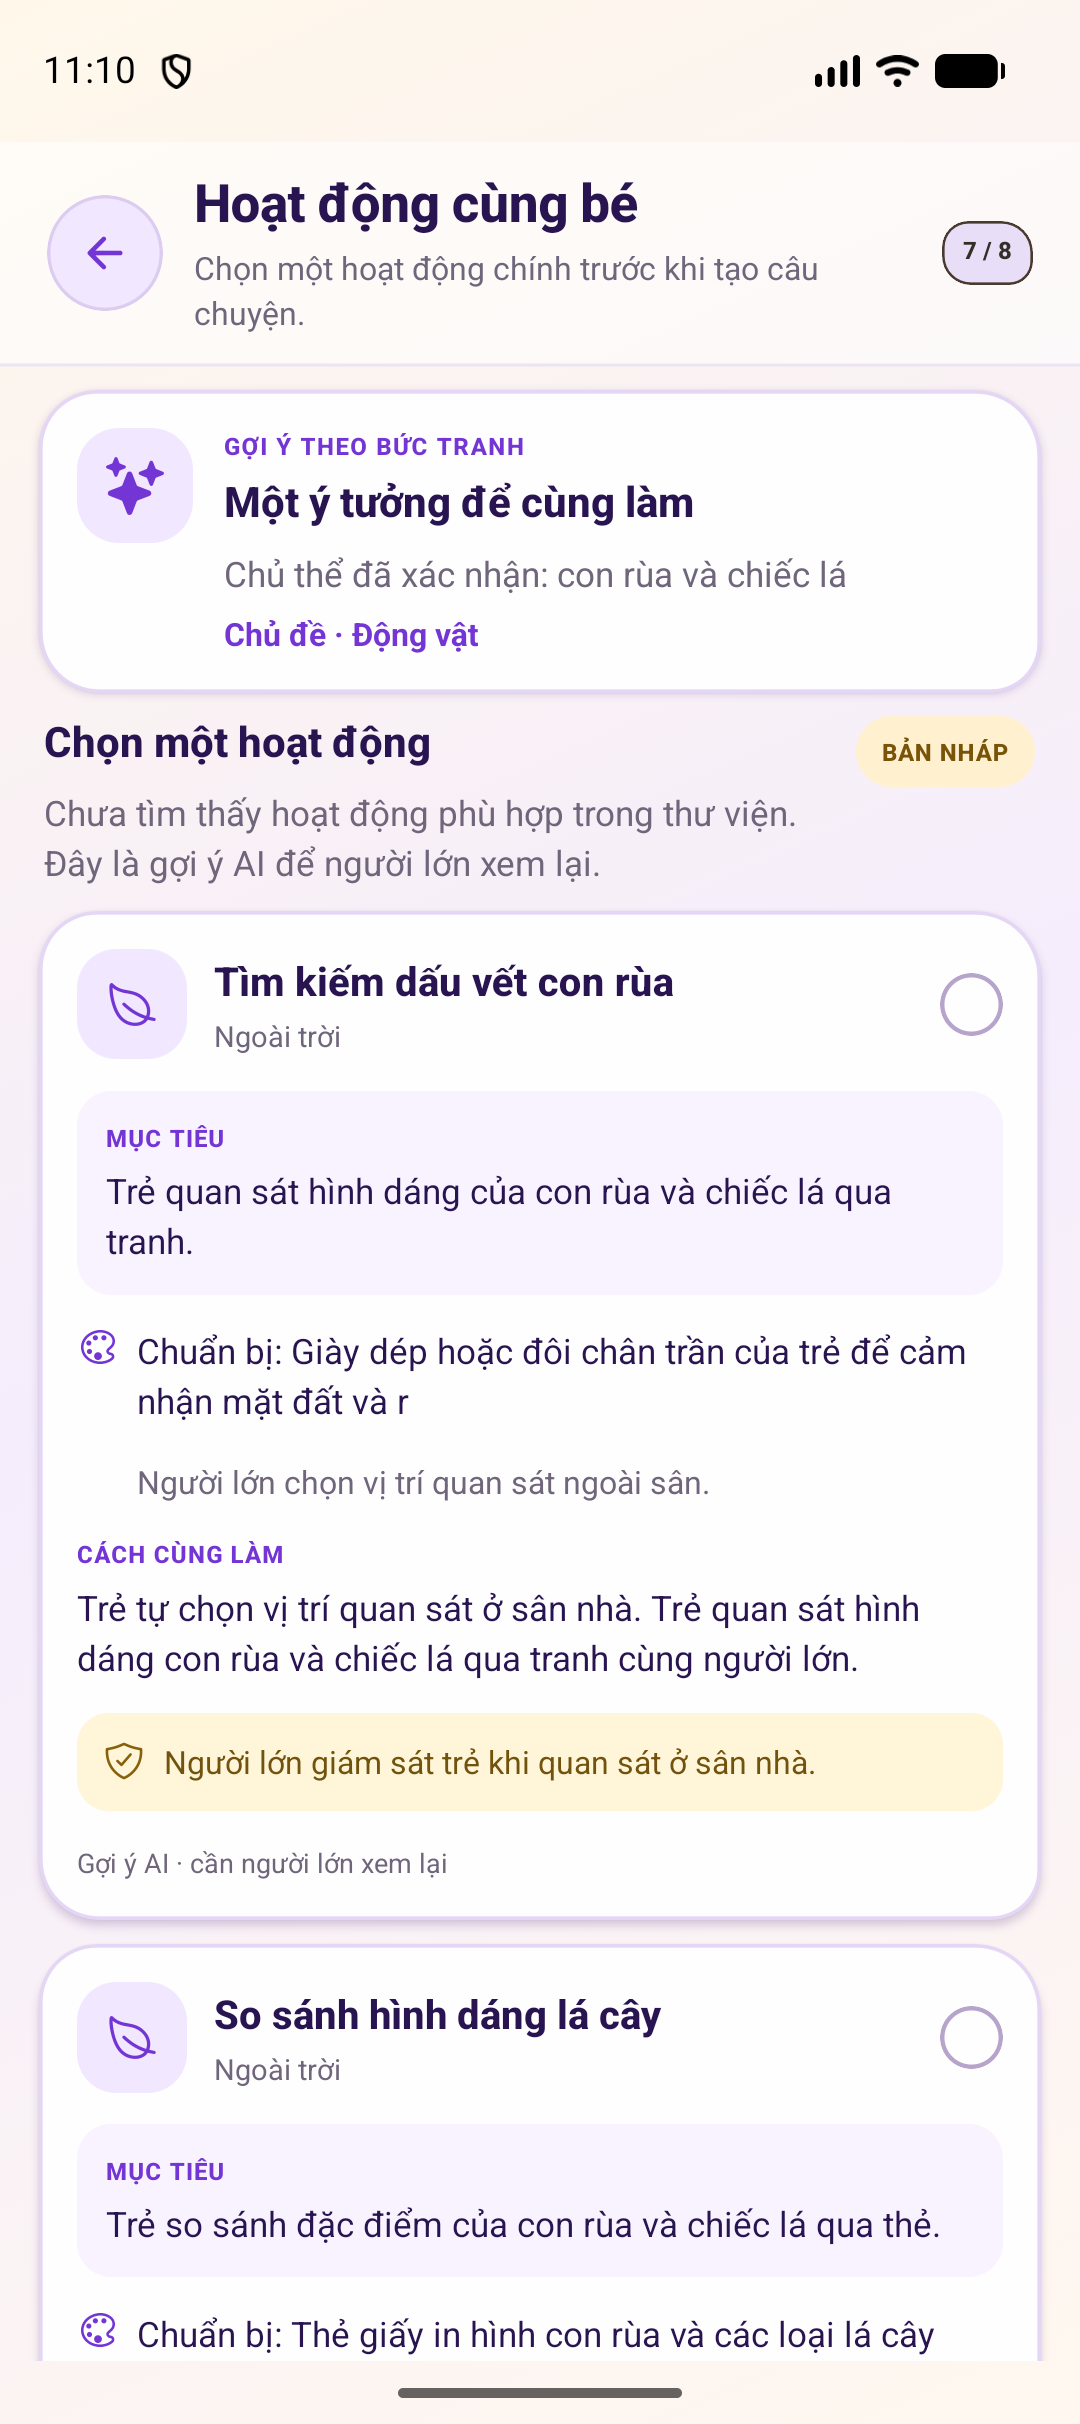 11:10
Hoạt động cùng bé
Chọn một hoạt động chính trước khi tạo câu
chuyện.
7 / 8
GỢI Ý THEO BỨC TRANH
Một ý tưởng để cùng làm
Chủ thể đã xác nhận: con rùa và chiếc lá
Chủ đề · Động vật
Chọn một hoạt động
BẢN NHÁP
Chưa tìm thấy hoạt động phù hợp trong thư viện.
Đây là gợi ý AI để người lớn xem lại.
Tìm kiếm dấu vết con rùa
Ngoài trời
MỤC TIÊU
Trẻ quan sát hình dáng của con rùa và chiếc lá qua
tranh.
Chuẩn bị: Giày dép hoặc đôi chân trần của trẻ để cảm
nhận mặt đất và r
Người lớn chọn vị trí quan sát ngoài sân.
CÁCH CÙNG LÀM
Trẻ tự chọn vị trí quan sát ở sân nhà. Trẻ quan sát hình
dáng con rùa và chiếc lá qua tranh cùng người lớn.
Người lớn giám sát trẻ khi quan sát ở sân nhà.
Gợi ý AI · cần người lớn xem lại
So sánh hình dáng lá cây
Ngoài trời
MỤC TIÊU
Trẻ so sánh đặc điểm của con rùa và chiếc lá qua thẻ.
Chuẩn bị: Thẻ giấy in hình con rùa và các loại lá cây